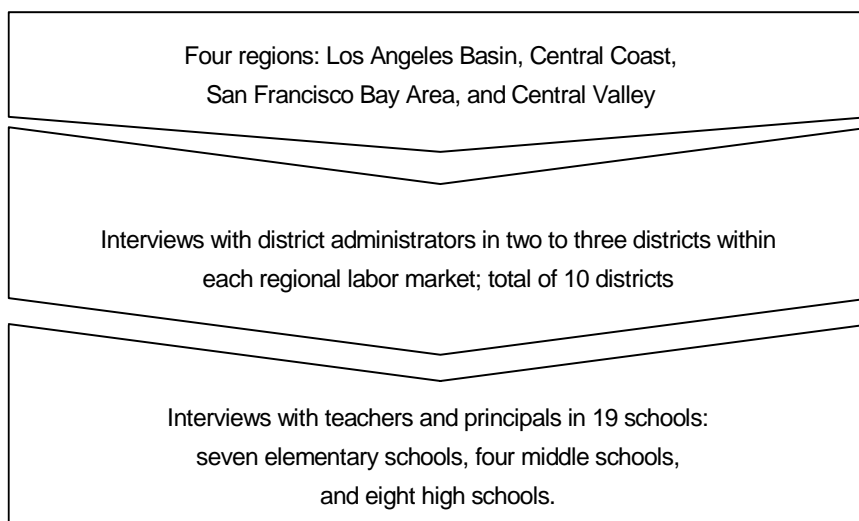 Four regions: Los Angeles Basin, Central Coast,
San Francisco Bay Area, and Central Valley
Interviews with district administrators in two to three districts within
each regional labor market; total of 10 districts
Interviews with teachers and principals in 19 schools:
seven elementary schools, four middle schools,
and eight high schools.